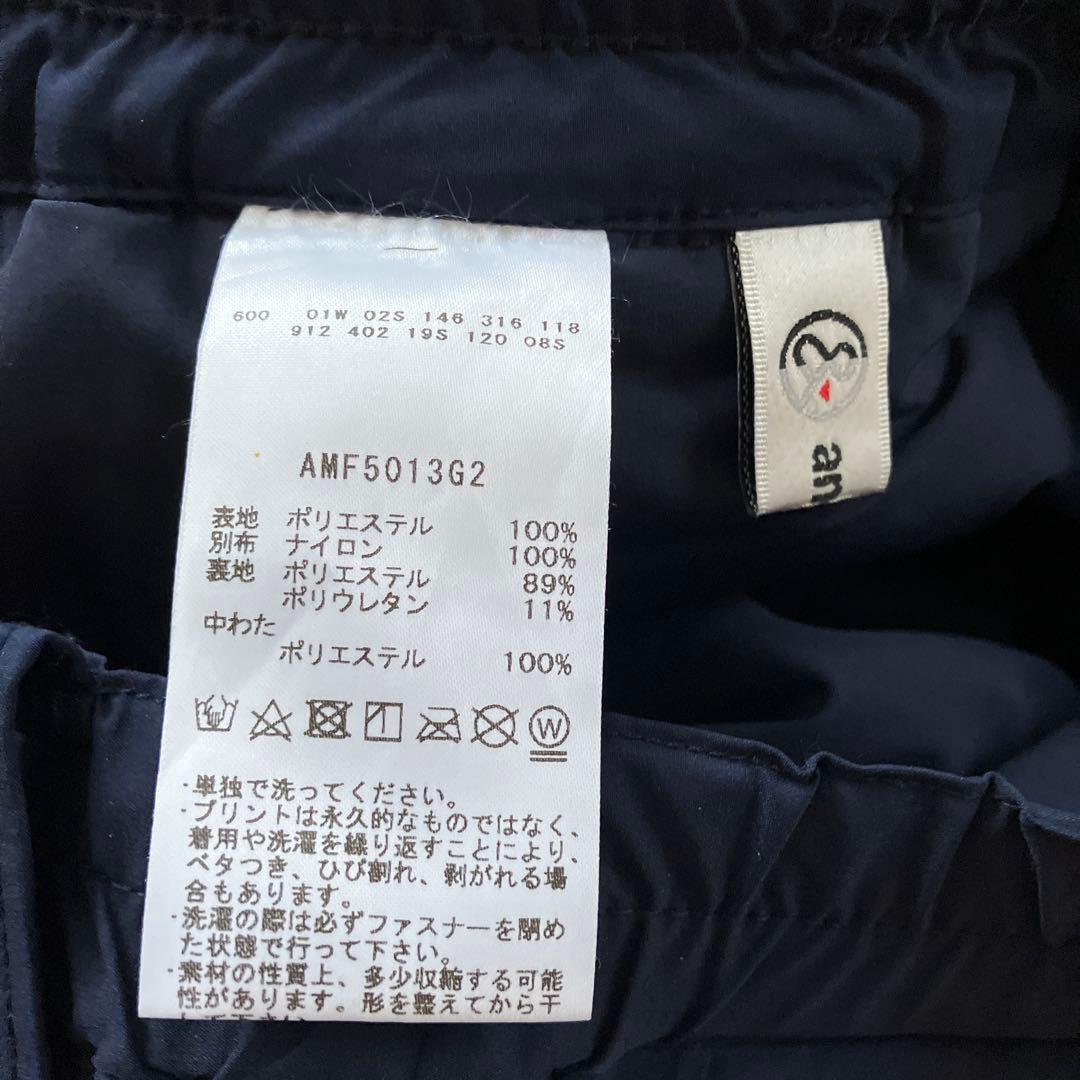 600 01W 02S 146 316 118
912 402 19S 120 08S
AMF5013G2
表地 ポリエステル 100%
別布 ナイロン 100%
裏地 ポリエステル 89%
ポリウレタン 11%
中わた
ポリエステル 100%
W
・単独で洗ってください。
・プリントは永久的なものではなく、
着用や洗濯を繰り返すことにより、
ベタつき、ひび割れ、剥がれる場
合もあります。
・洗濯の際は必ずファスナーを閉め
た状態で行って下さい。
・素材の性質上、多少収縮する可能
性があります。形を整えてから干
して下さい。
an